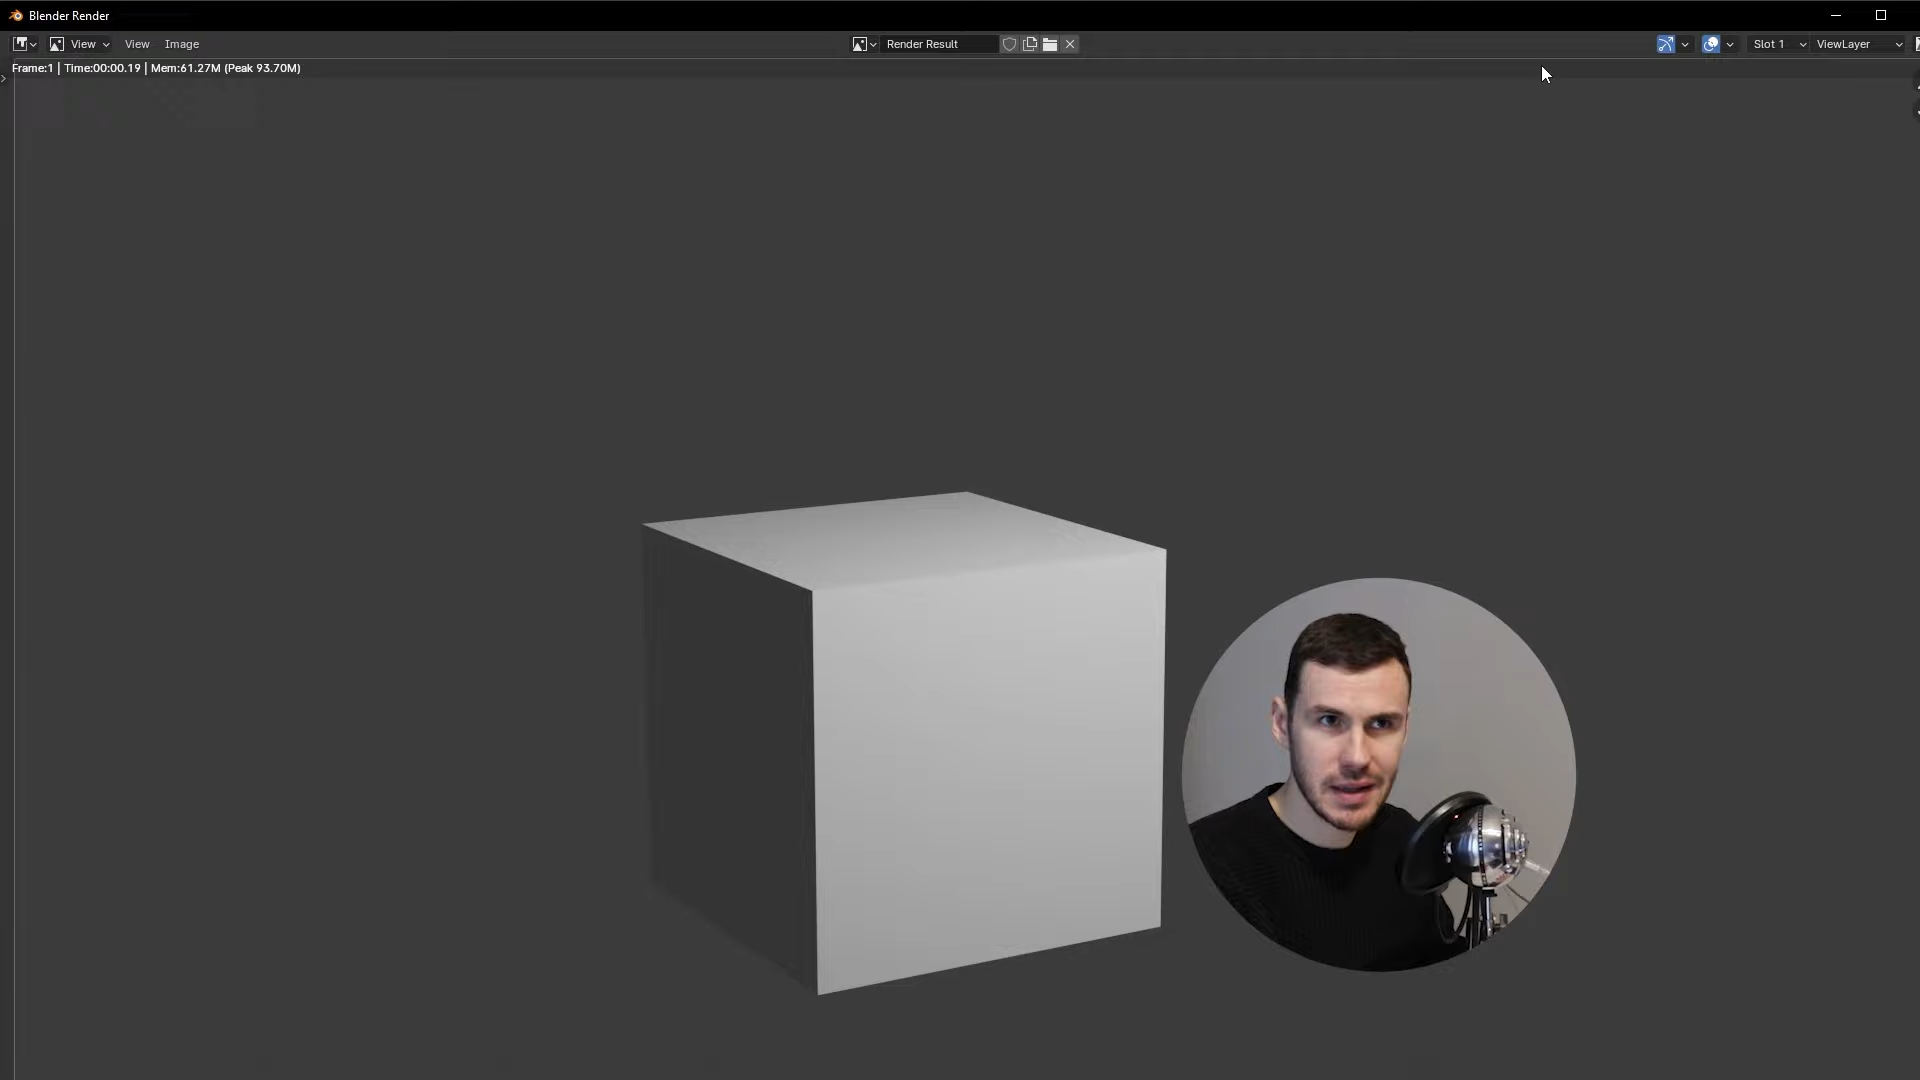 Blender Render
View View Image Render Result Slot 1 ViewLayer
Frame:1 | Time:00:00.19 | Mem:61.27M (Peak 93.70M)